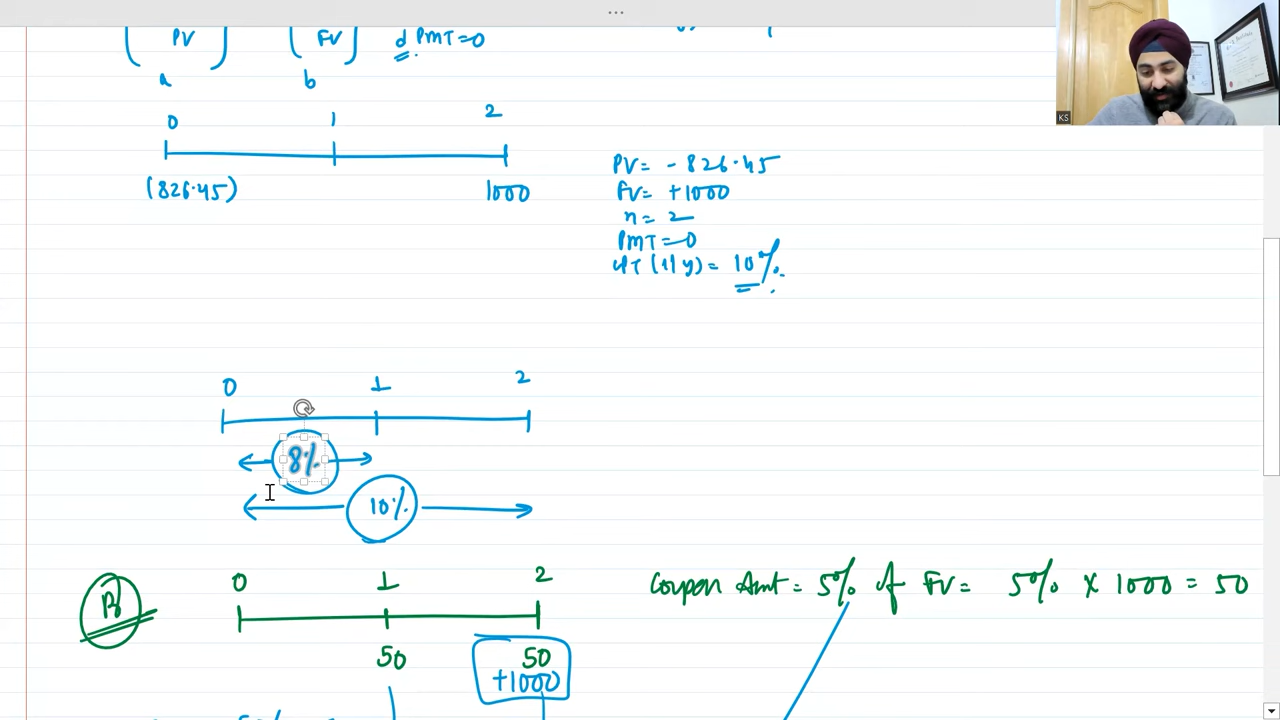 PV FV d PMT=0
a b
0 1 2
(826.45) 1000
PV= - 826.45
FV= +1000
n= 2
PMT=0
= 10%
0 1 2
8%
10%
B
0 1 2
50 50
+1000
Coupon Amt = 5% of FV= 5% x 1000 = 50
KS